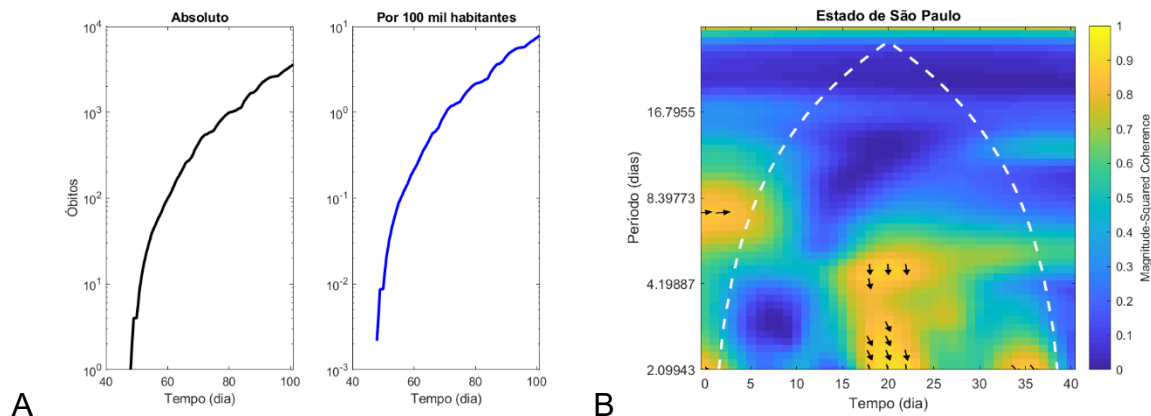 Absoluto
Óbitos
10^4
10^3
10^2
10^1
10^0
40 60 80 100
Tempo (dia)
Por 100 mil habitantes
10^1
10^0
10^-1
10^-2
10^-3
40 60 80 100
Tempo (dia)
A
Estado de São Paulo
Período (dias)
16.7955
8.39773
4.19887
2.09943
0 5 10 15 20 25 30 35 40
Tempo (dia)
1
0.9
0.8
0.7
0.6
0.5
0.4
0.3
0.2
0.1
0
Magnitude-Squared Coherence
B